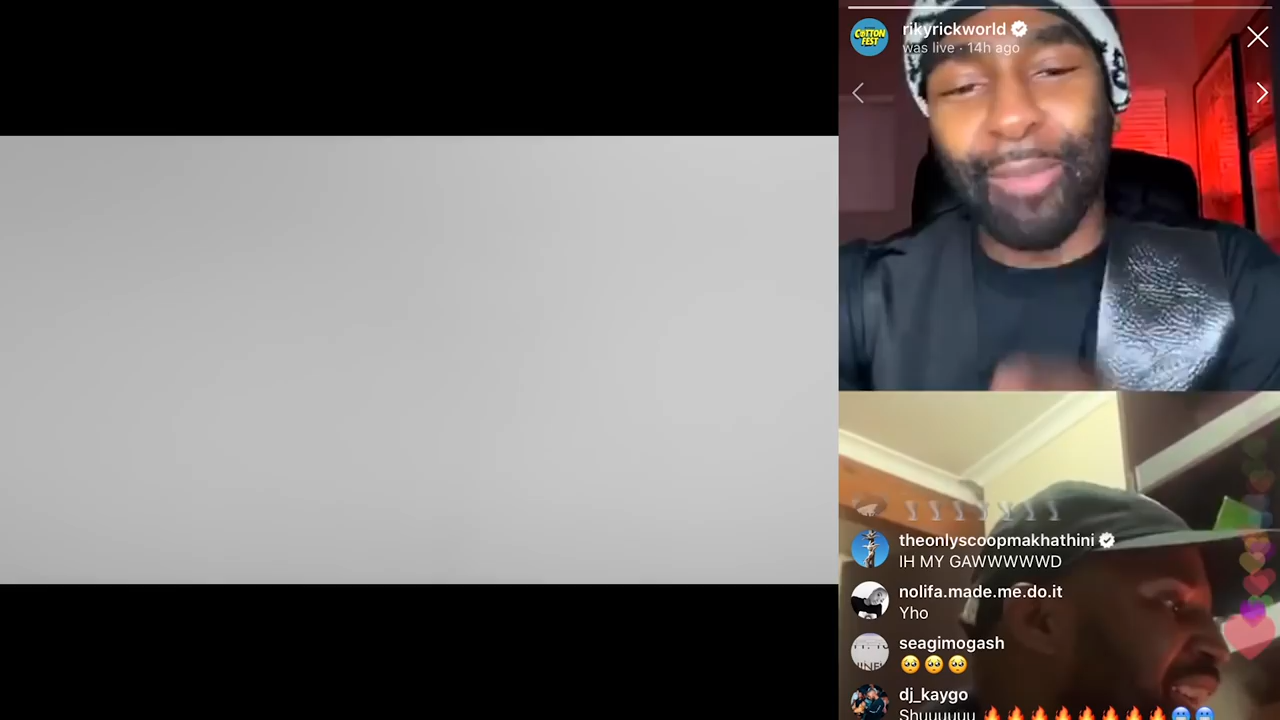 COTTON
FEST
rikyrickworld
was live · 14h ago
theonlyscoopmakhathini
IH MY GAWWWWWD
nolifa.made.me.do.it
Yho
seagimogash
🥺🥺🥺
dj_kaygo
Shuuuuuu 🔥🔥🔥🔥🔥🔥🔥🔥🥶🥶